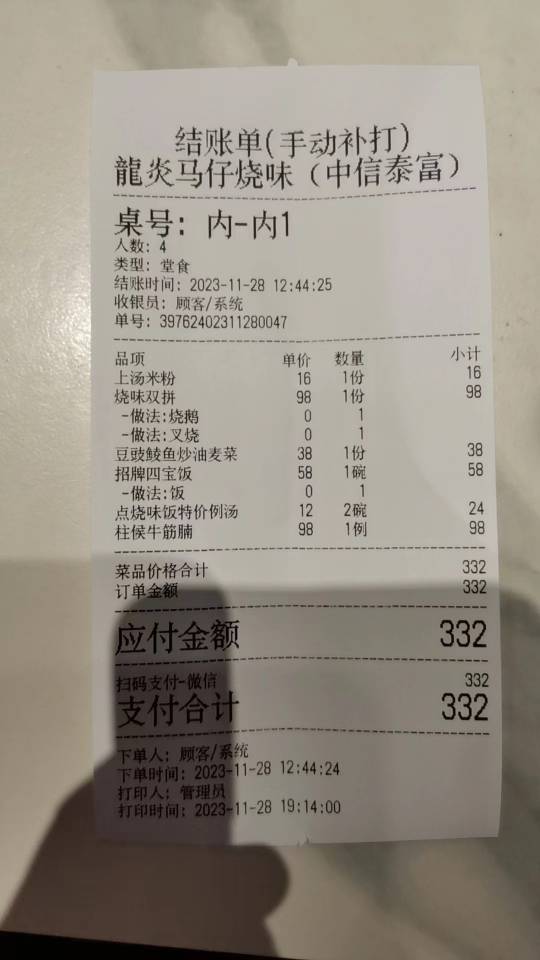 结账单(手动补打)
龍炎马仔烧味（中信泰富）
桌号: 内-内1
人数: 4
类型: 堂食
结账时间: 2023-11-28 12:44:25
收银员: 顾客/系统
单号: 39762402311280047
品项 单价 数量 小计
上汤米粉 16 1份 16
烧味双拼 98 1份 98
-做法:烧鹅 0 1
-做法:叉烧 0 1
豆豉鲮鱼炒油麦菜 38 1份 38
招牌四宝饭 58 1碗 58
-做法:饭 0 1
点烧味饭特价例汤 12 2碗 24
柱候牛筋腩 98 1例 98
菜品价格合计 332
订单金额 332
应付金额 332
扫码支付-微信 332
支付合计 332
下单人: 顾客/系统
下单时间: 2023-11-28 12:44:24
打印人: 管理员
打印时间: 2023-11-28 19:14:00